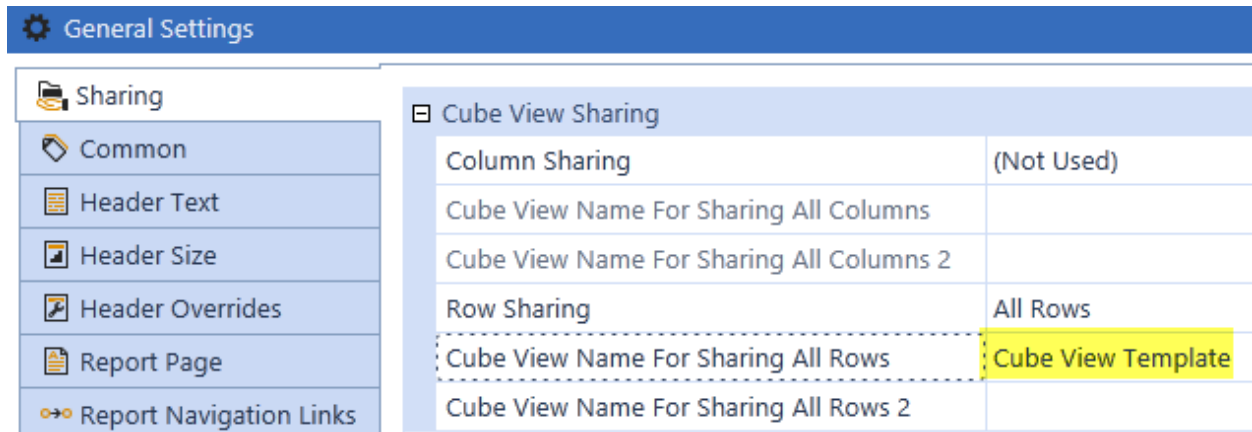 General Settings
Sharing
Common
Header Text
Header Size
Header Overrides
Report Page
Report Navigation Links
Cube View Sharing
Column Sharing (Not Used)
Cube View Name For Sharing All Columns
Cube View Name For Sharing All Columns 2
Row Sharing All Rows
Cube View Name For Sharing All Rows Cube View Template
Cube View Name For Sharing All Rows 2